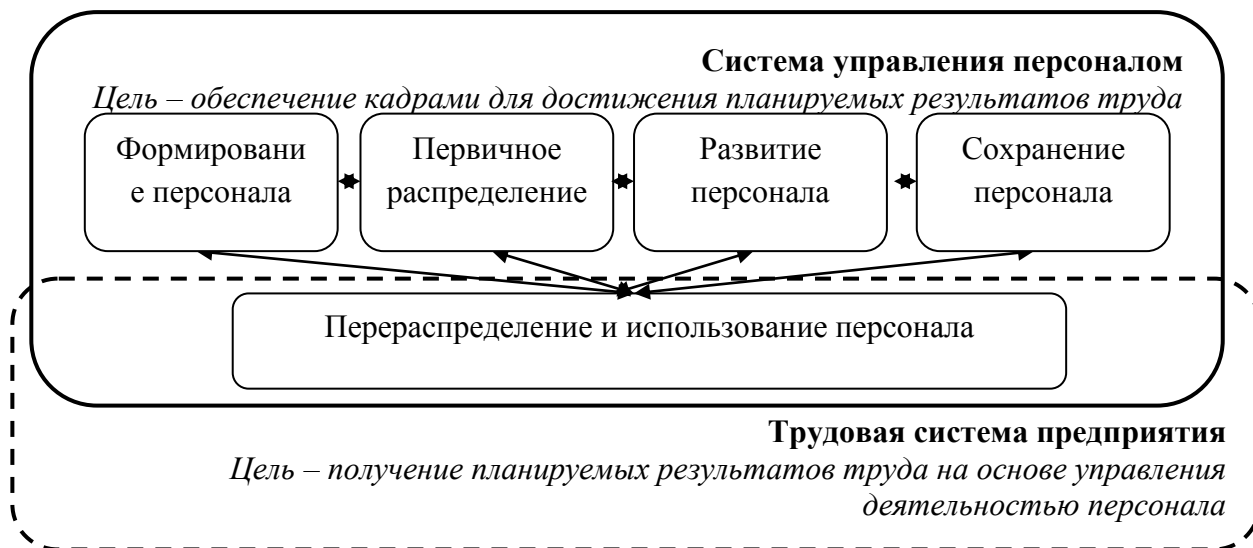 Система управления персоналом
Цель – обеспечение кадрами для достижения планируемых результатов труда
Формировани
е персонала
Первичное
распределение
Развитие
персонала
Сохранение
персонала
Перераспределение и использование персонала
Трудовая система предприятия
Цель – получение планируемых результатов труда на основе управления
деятельностью персонала